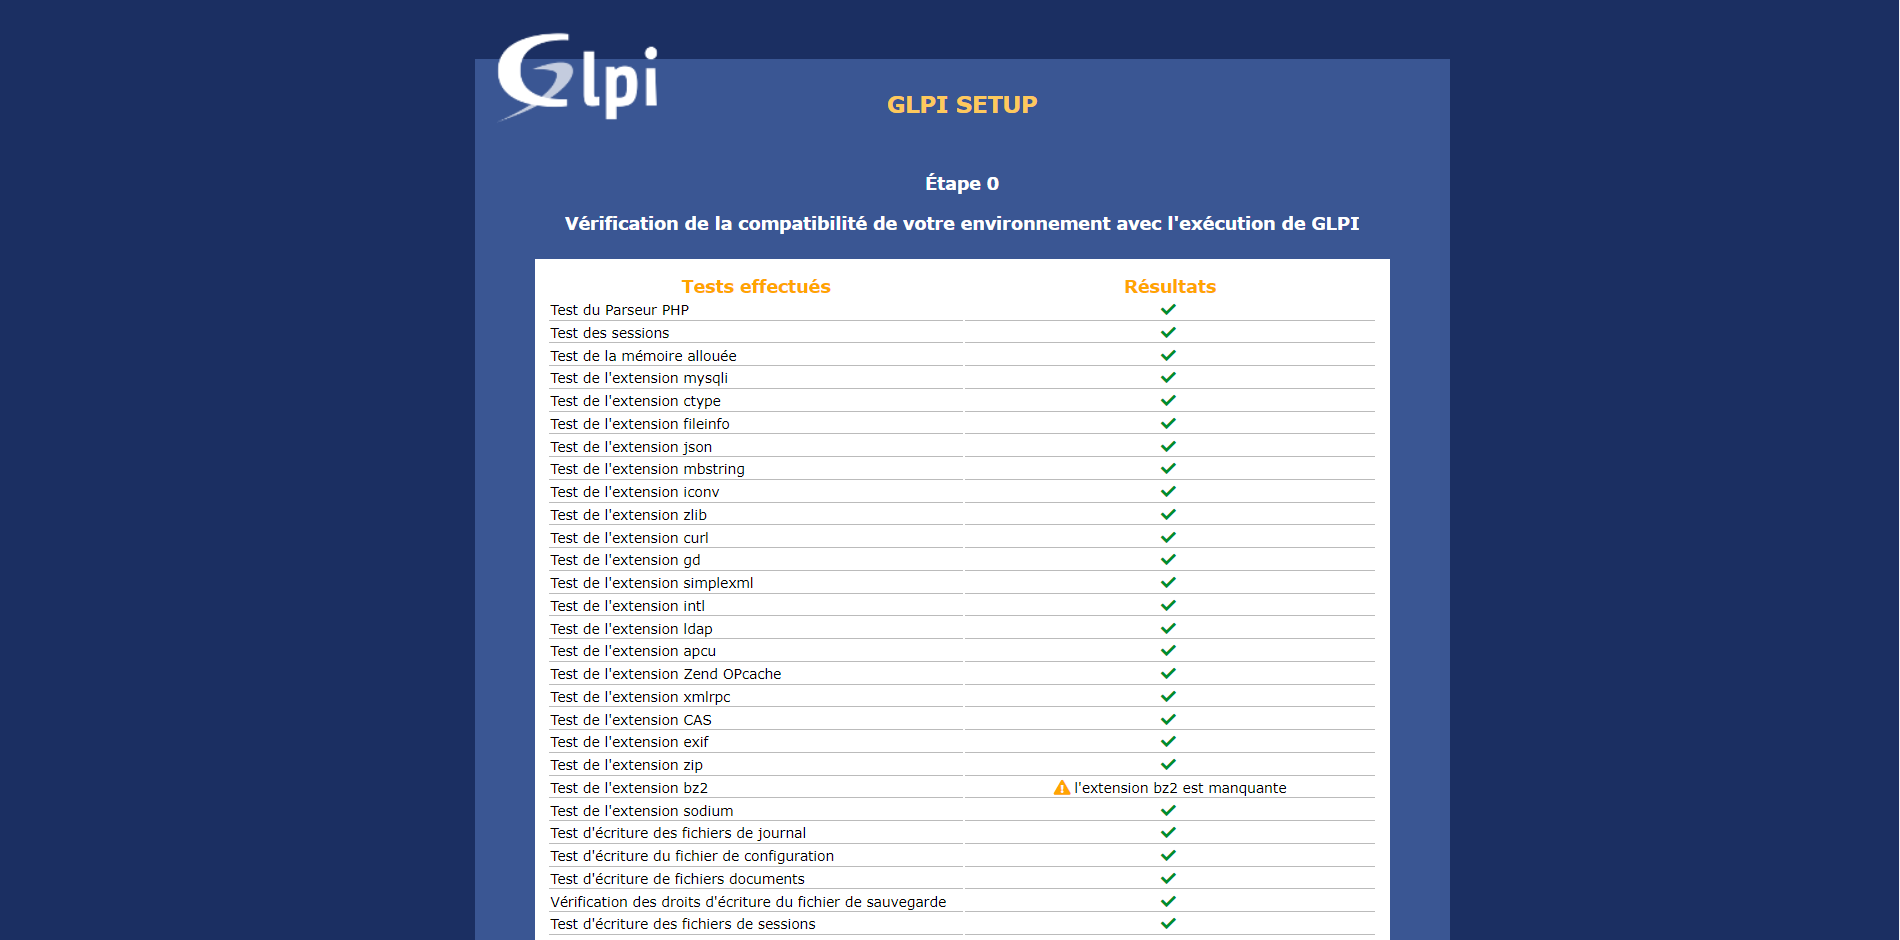 Glpi
GLPI SETUP
Étape 0
Vérification de la compatibilité de votre environnement avec l'exécution de GLPI
Tests effectués Résultats
Test du Parseur PHP
Test des sessions
Test de la mémoire allouée
Test de l'extension mysqli
Test de l'extension ctype
Test de l'extension fileinfo
Test de l'extension json
Test de l'extension mbstring
Test de l'extension iconv
Test de l'extension zlib
Test de l'extension curl
Test de l'extension gd
Test de l'extension simplexml
Test de l'extension intl
Test de l'extension ldap
Test de l'extension apcu
Test de l'extension Zend OPcache
Test de l'extension xmlrpc
Test de l'extension CAS
Test de l'extension exif
Test de l'extension zip
Test de l'extension bz2 l'extension bz2 est manquante
Test de l'extension sodium
Test d'écriture des fichiers de journal
Test d'écriture du fichier de configuration
Test d'écriture de fichiers documents
Vérification des droits d'écriture du fichier de sauvegarde
Test d'écriture des fichiers de sessions